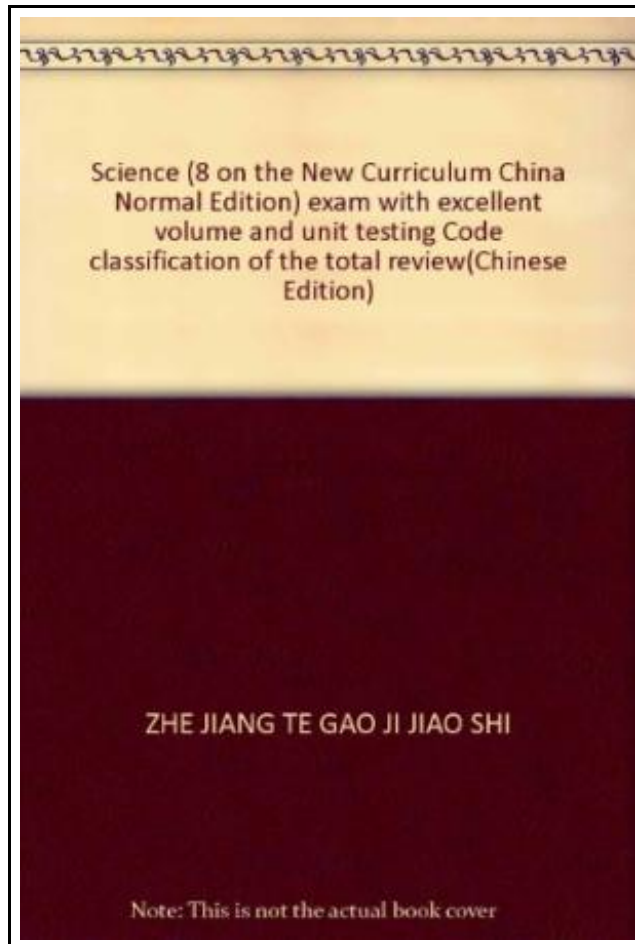 Science (8 on the New Curriculum China
Normal Edition) exam with excellent
volume and unit testing Code
classification of the total review(Chinese
Edition)
ZHE JIANG TE GAO JI JIAO SHI
Note: This is not the actual book cover